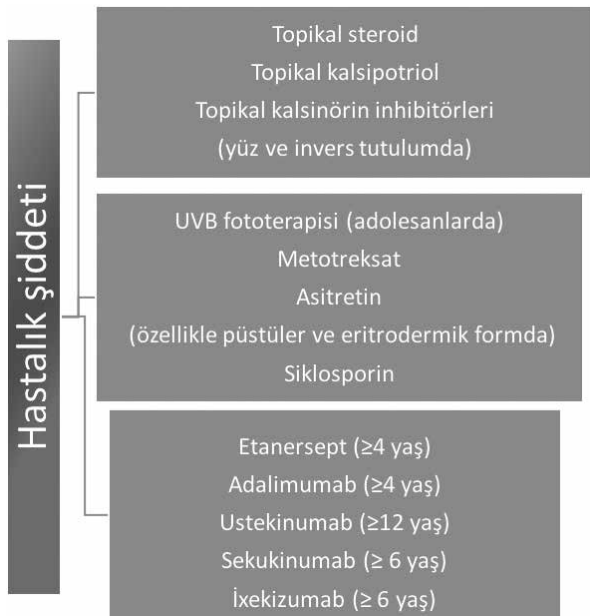 Hastalık şiddeti
Topikal steroid
Topikal kalsipotriol
Topikal kalsinörin inhibitörleri
(yüz ve invers tutulumda)
UVB fototerapisi (adolesanlarda)
Metotreksat
Asitretin
(özellikle püstüler ve eritrodermik formda)
Siklosporin
Etanersept (≥4 yaş)
Adalimumab (≥4 yaş)
Ustekinumab (≥12 yaş)
Sekukinumab (≥ 6 yaş)
İxekizumab (≥ 6 yaş)